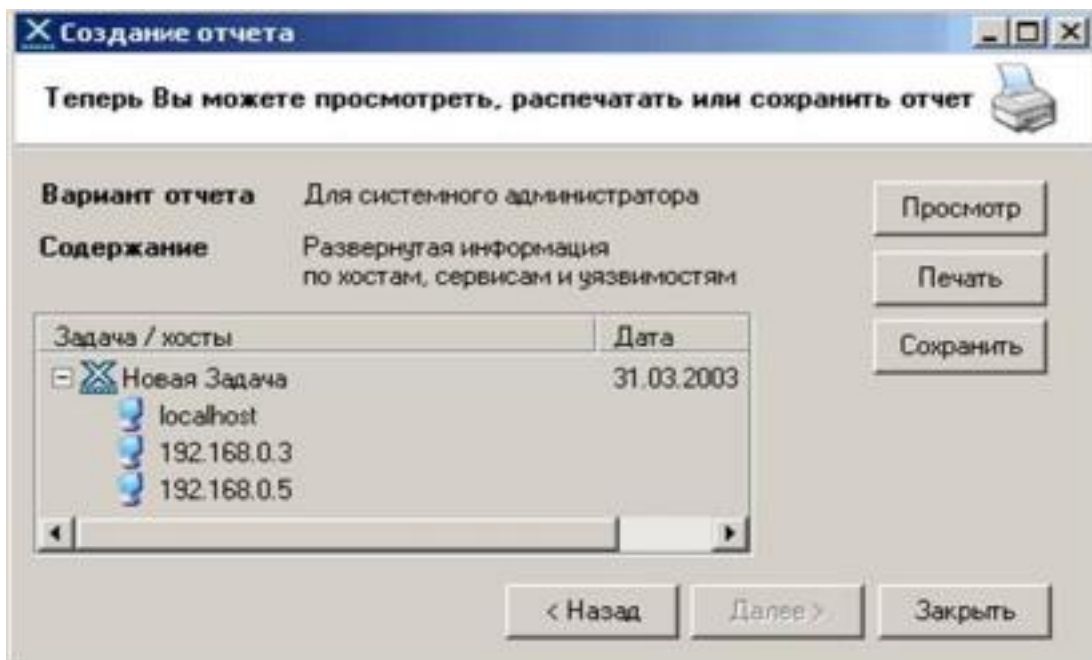 Создание отчета
Теперь Вы можете просмотреть, распечатать или сохранить отчет
Вариант отчета Для системного администратора
Содержание Развернутая информация
по хостам, сервисам и уязвимостям
Просмотр
Печать
Сохранить
Задача / хосты Дата
Новая Задача 31.03.2003
localhost
192.168.0.3
192.168.0.5
< Назад Далее > Закрыть